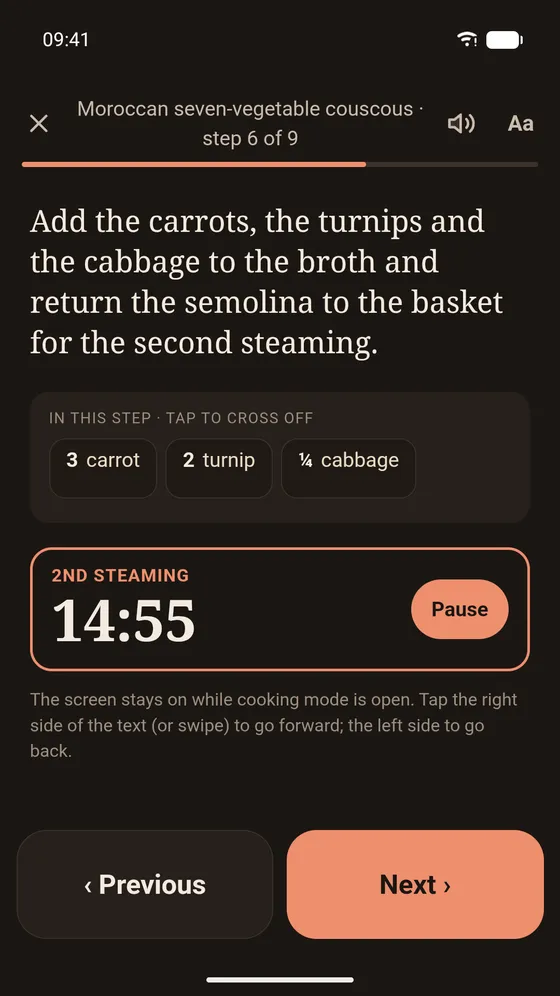 09:41
Moroccan seven-vegetable couscous ·
step 6 of 9
Aa
Add the carrots, the turnips and
the cabbage to the broth and
return the semolina to the basket
for the second steaming.
IN THIS STEP · TAP TO CROSS OFF
3 carrot
2 turnip
¼ cabbage
2ND STEAMING
14:55
Pause
The screen stays on while cooking mode is open. Tap the right
side of the text (or swipe) to go forward; the left side to go
back.
‹ Previous
Next ›